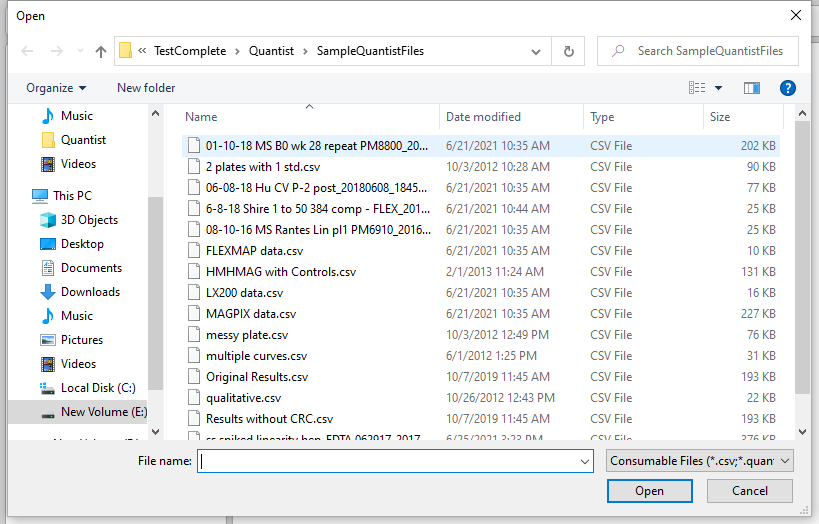 Open
« TestComplete › Quantist › SampleQuantistFiles
Search SampleQuantistFiles
Organize New folder
Music
Quantist
Videos
This PC
3D Objects
Desktop
Documents
Downloads
Music
Pictures
Videos
Local Disk (C:)
New Volume (E:)
Name Date modified Type Size
01-10-18 MS B0 wk 28 repeat PM8800_20... 6/21/2021 10:35 AM CSV File 202 KB
2 plates with 1 std.csv 10/3/2012 10:28 AM CSV File 90 KB
06-08-18 Hu CV P-2 post_20180608_1845... 6/21/2021 10:35 AM CSV File 77 KB
6-8-18 Shire 1 to 50 384 comp - FLEX_201... 6/21/2021 10:44 AM CSV File 25 KB
08-10-16 MS Rantes Lin pl1 PM6910_2016... 6/21/2021 10:35 AM CSV File 25 KB
FLEXMAP data.csv 6/21/2021 10:35 AM CSV File 10 KB
HMHMAG with Controls.csv 2/1/2013 11:24 AM CSV File 131 KB
LX200 data.csv 6/21/2021 10:35 AM CSV File 16 KB
MAGPIX data.csv 6/21/2021 10:35 AM CSV File 227 KB
messy plate.csv 10/3/2012 12:49 PM CSV File 76 KB
multiple curves.csv 6/1/2012 1:25 PM CSV File 31 KB
Original Results.csv 10/7/2019 11:45 AM CSV File 193 KB
qualitative.csv 10/26/2012 12:43 PM CSV File 22 KB
Results without CRC.csv 10/7/2019 11:45 AM CSV File 193 KB
6/25/2021 3:23 PM CSV File 376 KB
File name: Consumable Files (*.csv;*.quan
Open Cancel